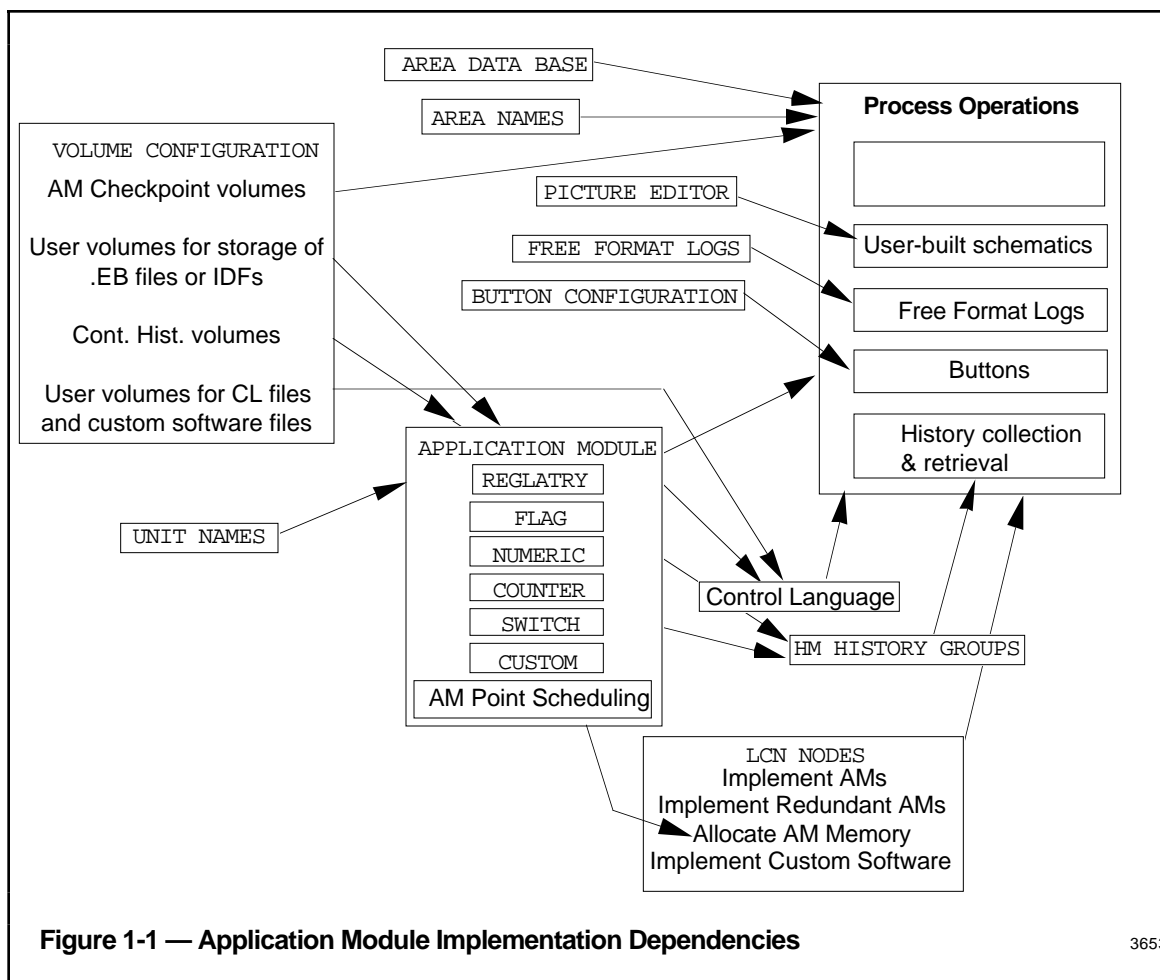 AREA DATA BASE
AREA NAMES
Process Operations
VOLUME CONFIGURATION
AM Checkpoint volumes
User volumes for storage of
.EB files or IDFs
Cont. Hist. volumes
User volumes for CL files
and custom software files
PICTURE EDITOR
FREE FORMAT LOGS
BUTTON CONFIGURATION
User-built schematics
Free Format Logs
Buttons
History collection
& retrieval
UNIT NAMES
APPLICATION MODULE
REGLATRY
FLAG
NUMERIC
COUNTER
SWITCH
CUSTOM
AM Point Scheduling
Control Language
HM HISTORY GROUPS
LCN NODES
Implement AMs
Implement Redundant AMs
Allocate AM Memory
Implement Custom Software
Figure 1-1 — Application Module Implementation Dependencies
3653